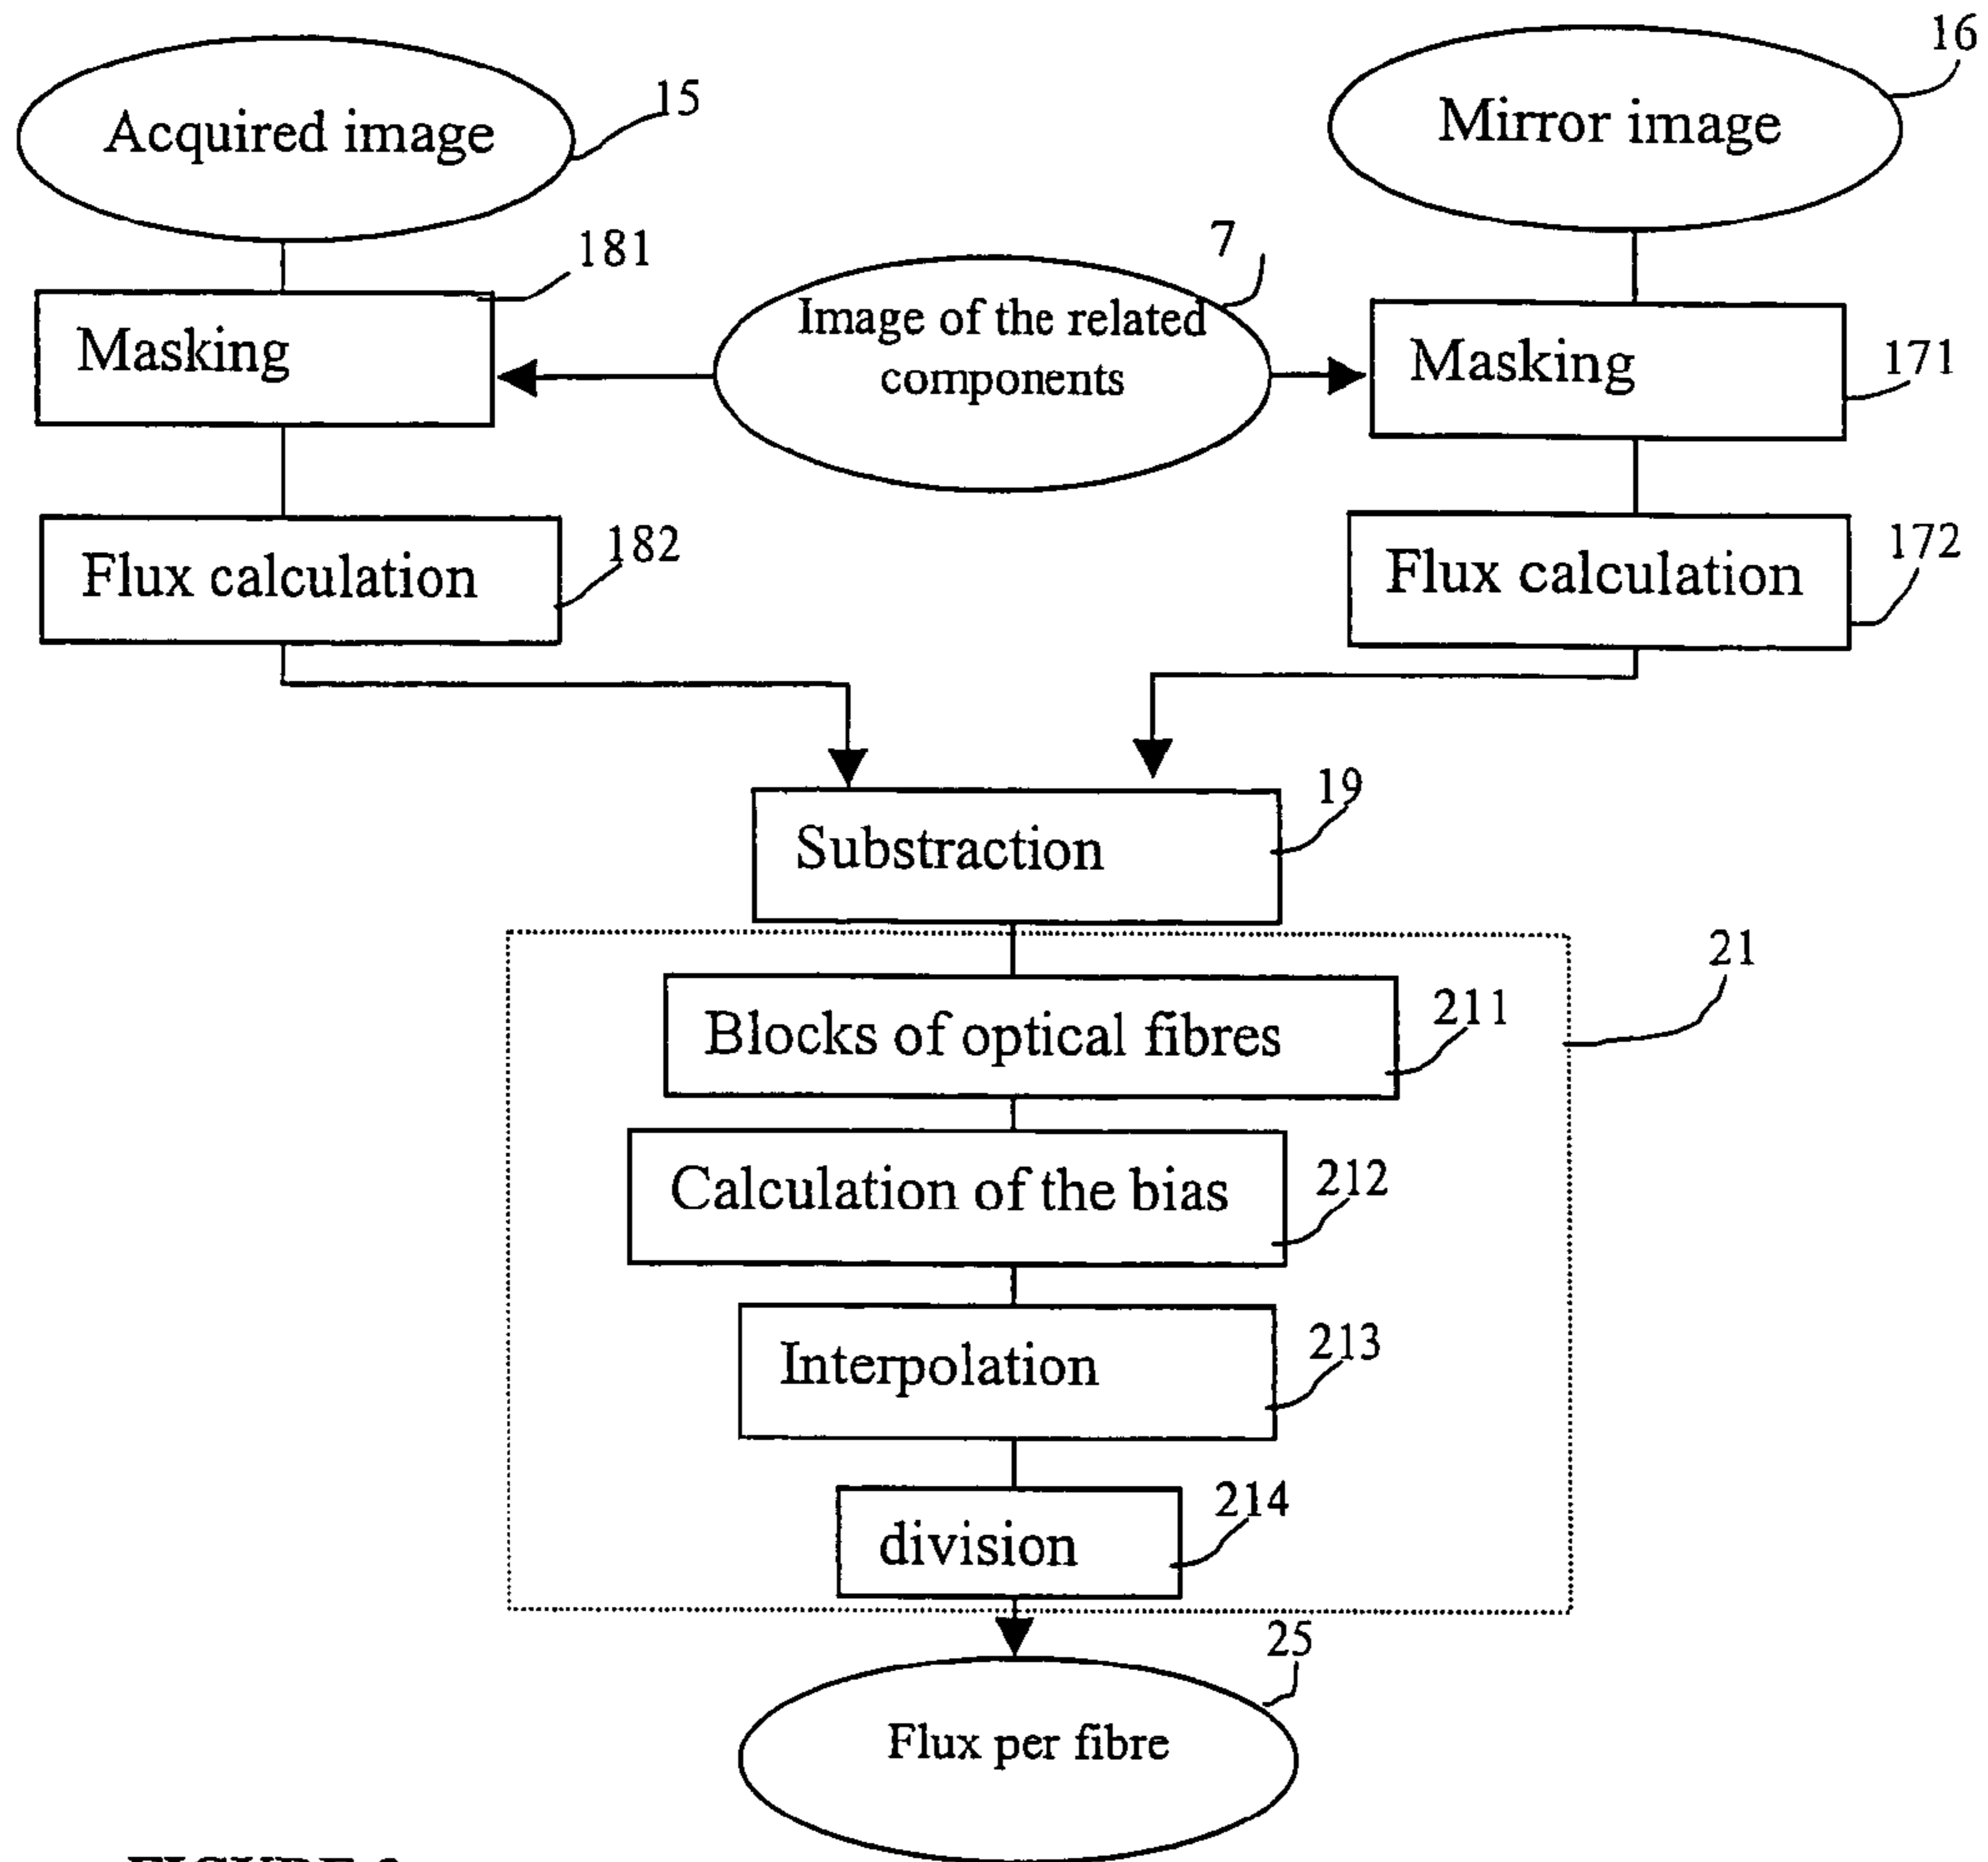 16
15
Acquired image
Mirror image
181
7
Image of the related
components
Masking
Masking
171
182
Flux calculation
172
Flux calculation
19
Substraction
21
211
Blocks of optical fibres
212
Calculation of the bias
213
Interpolation
214
division
25
Flux per fibre